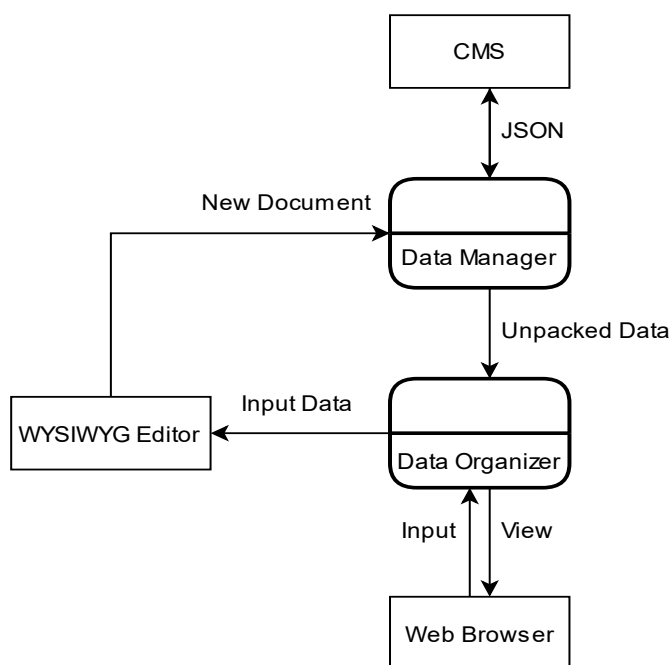 CMS
JSON
New Document
Data Manager
Unpacked Data
Input Data
WYSIWYG Editor
Data Organizer
Input
View
Web Browser